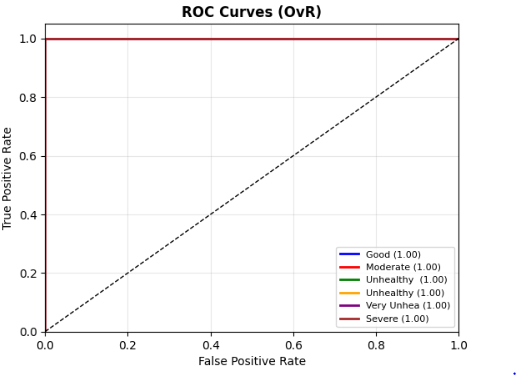 ROC Curves (OvR)
True Positive Rate
1.0
0.8
0.6
0.4
0.2
0.0
Good (1.00)
Moderate (1.00)
Unhealthy  (1.00)
Unhealthy (1.00)
Very Unhea (1.00)
Severe (1.00)
0.0 0.2 0.4 0.6 0.8 1.0
False Positive Rate